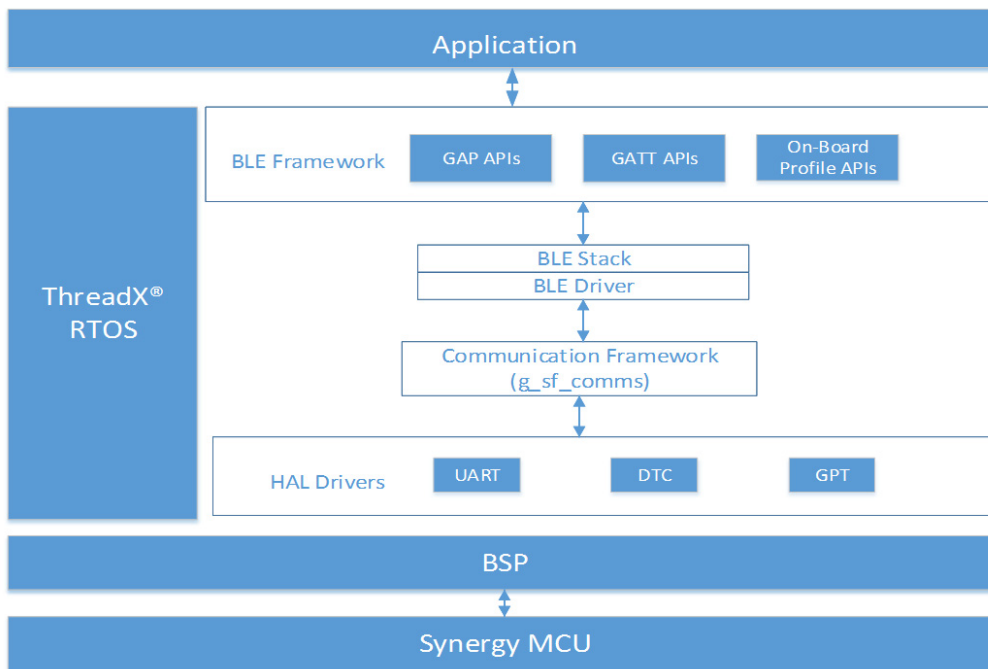 Application
BLE Framework
GAP APIs
GATT APIs
On-Board
Profile APIs
BLE Stack
BLE Driver
ThreadX®
RTOS
Communication Framework
(g_sf_comms)
HAL Drivers
UART
DTC
GPT
BSP
Synergy MCU